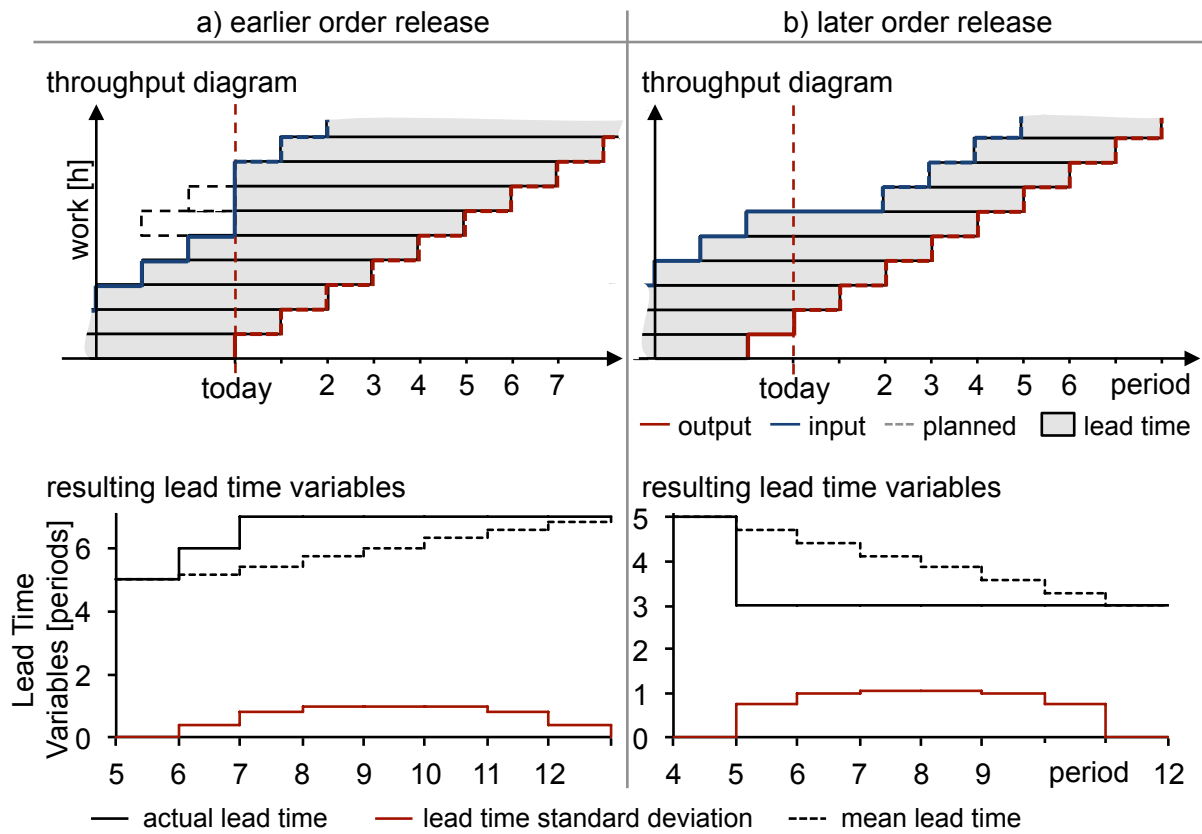 a) earlier order release
b) later order release
throughput diagram
throughput diagram
work [h]
today 2 3 4 5 6 7
today 2 3 4 5 6 period
output input planned lead time
resulting lead time variables
resulting lead time variables
Lead Time
Variables [periods]
6
4
2
0
5 6 7 8 9 10 11 12
5
4
3
2
1
0
4 5 6 7 8 9 period 12
actual lead time lead time standard deviation mean lead time